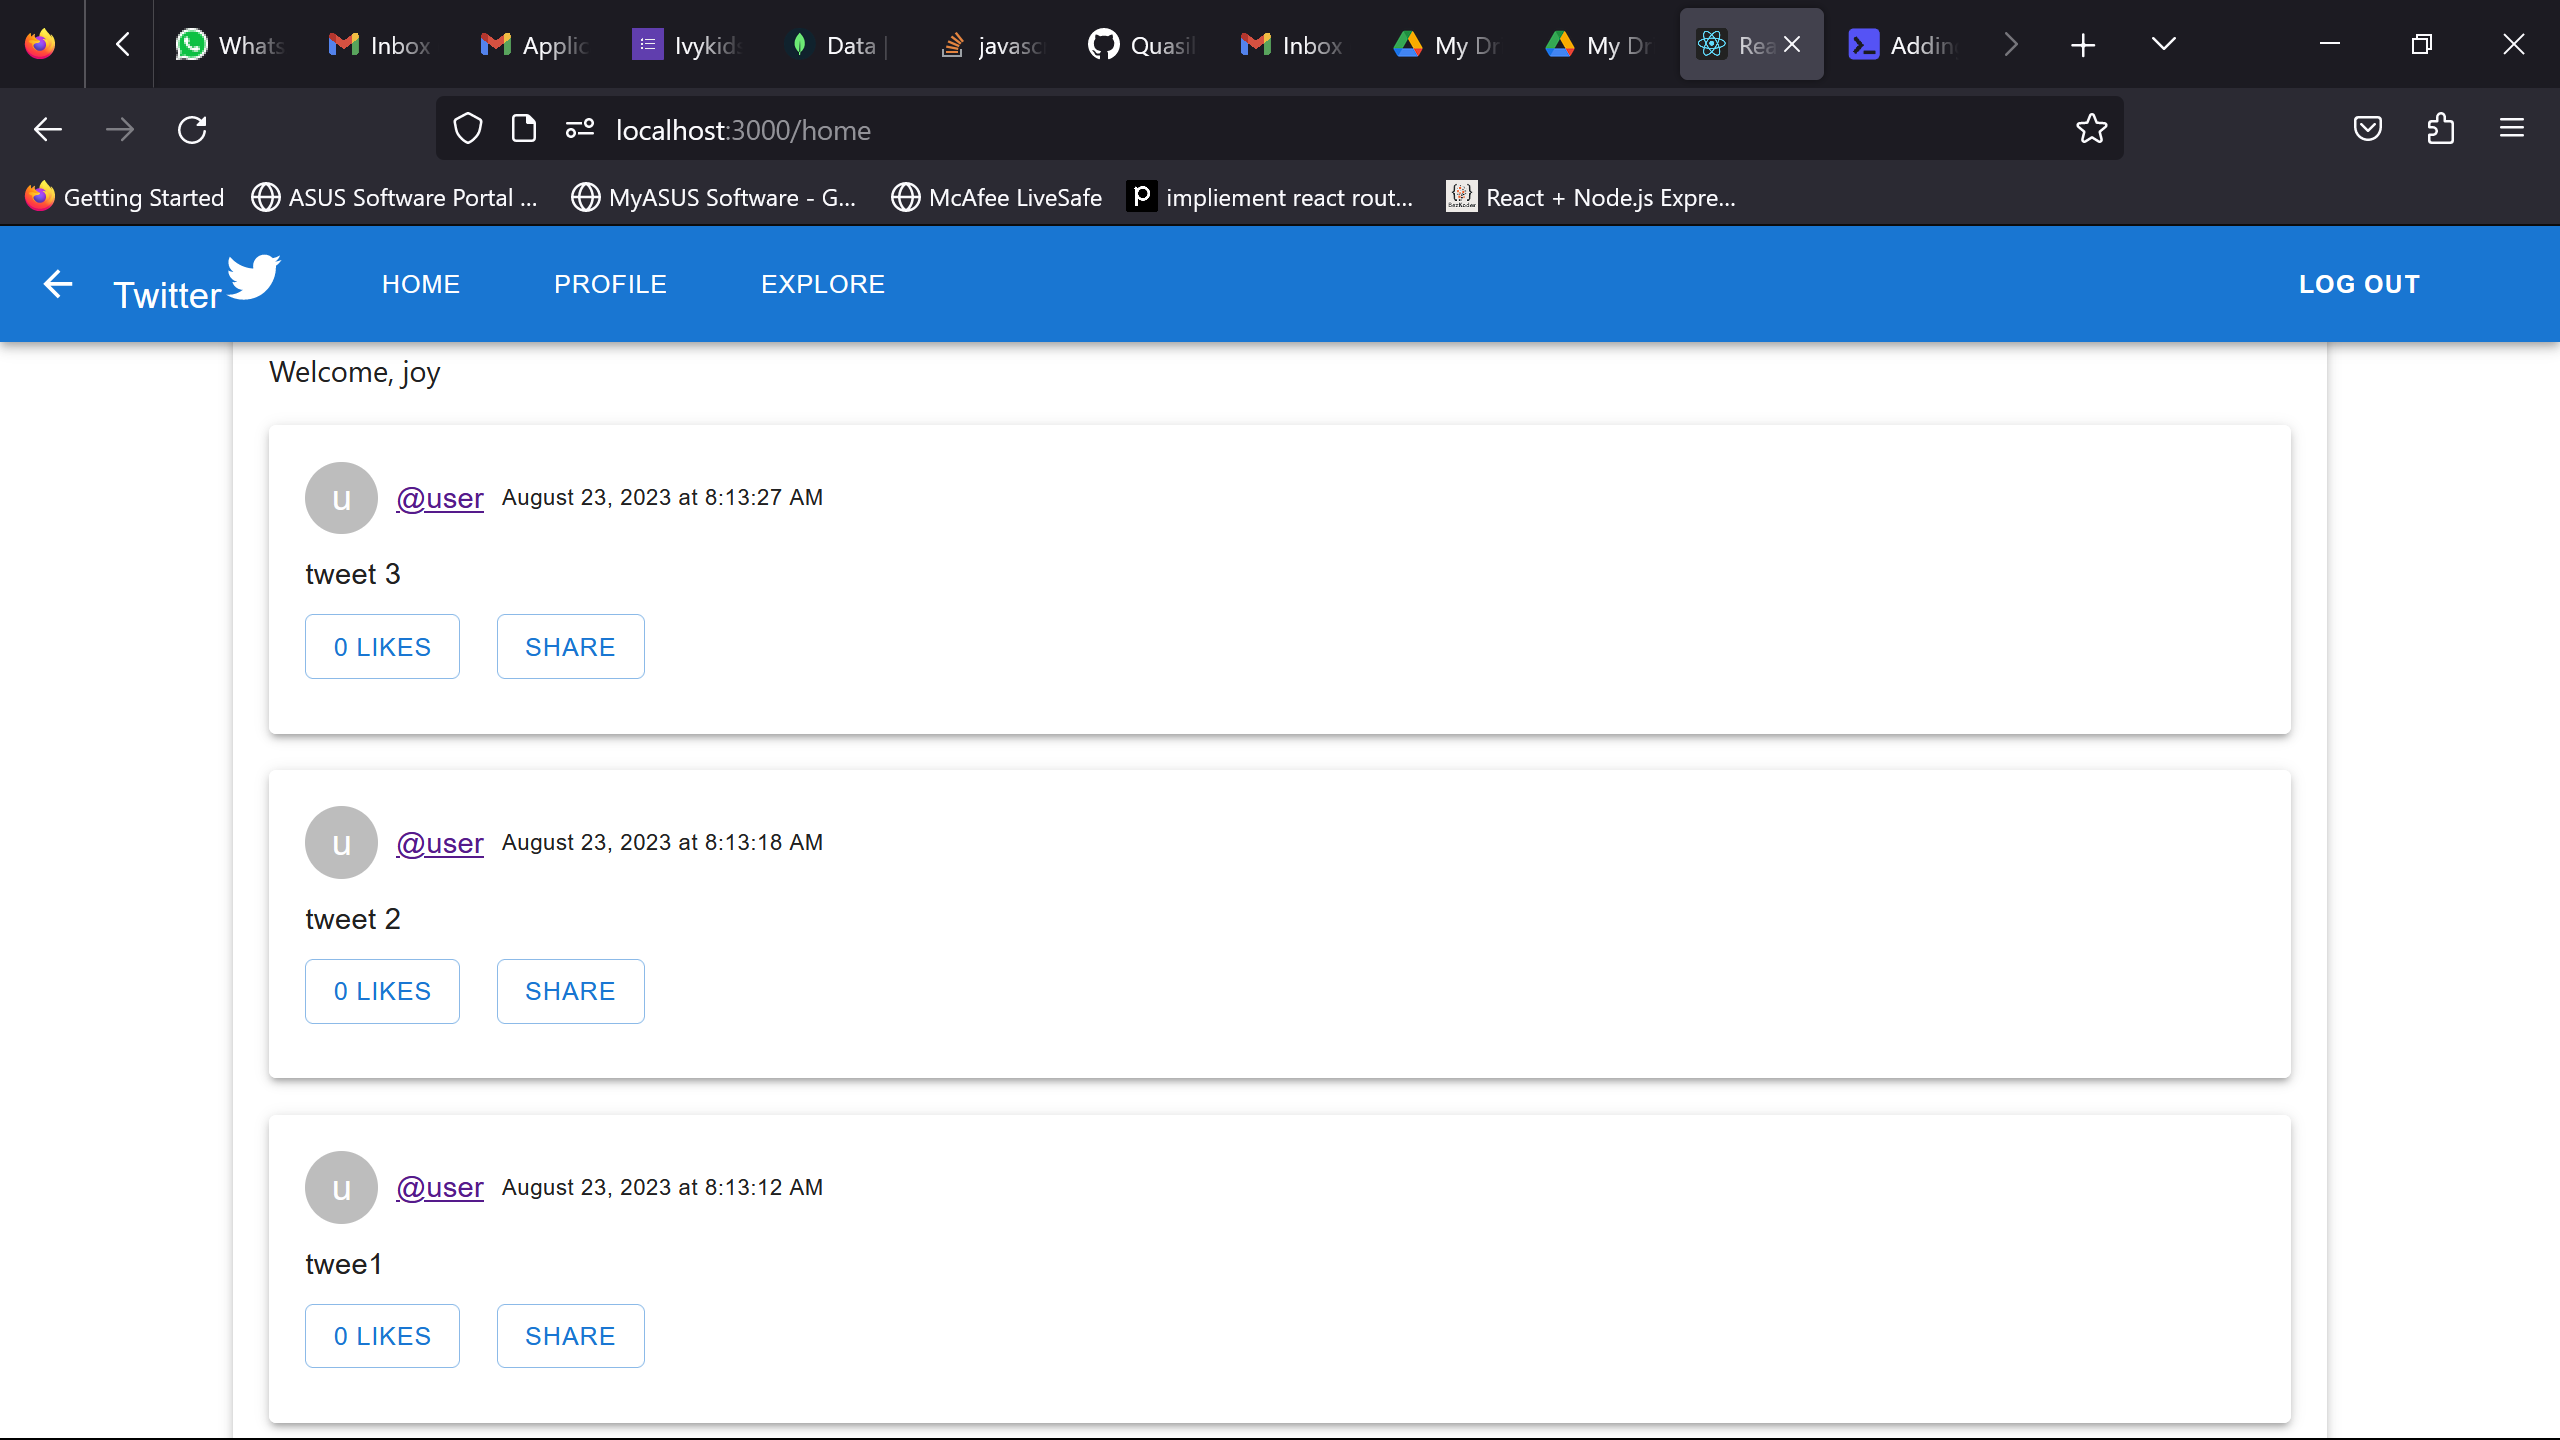 Whats Inbox Applic Ivykids Data | javasc Quasil Inbox My Dr My Dr Rea Adding
localhost:3000/home
Getting Started ASUS Software Portal ... MyASUS Software - G... McAfee LiveSafe impliement react rout... React + Node.js Expre...
Twitter HOME PROFILE EXPLORE LOG OUT
Welcome, joy
u @user August 23, 2023 at 8:13:27 AM
tweet 3
0 LIKES SHARE
u @user August 23, 2023 at 8:13:18 AM
tweet 2
0 LIKES SHARE
u @user August 23, 2023 at 8:13:12 AM
twee1
0 LIKES SHARE